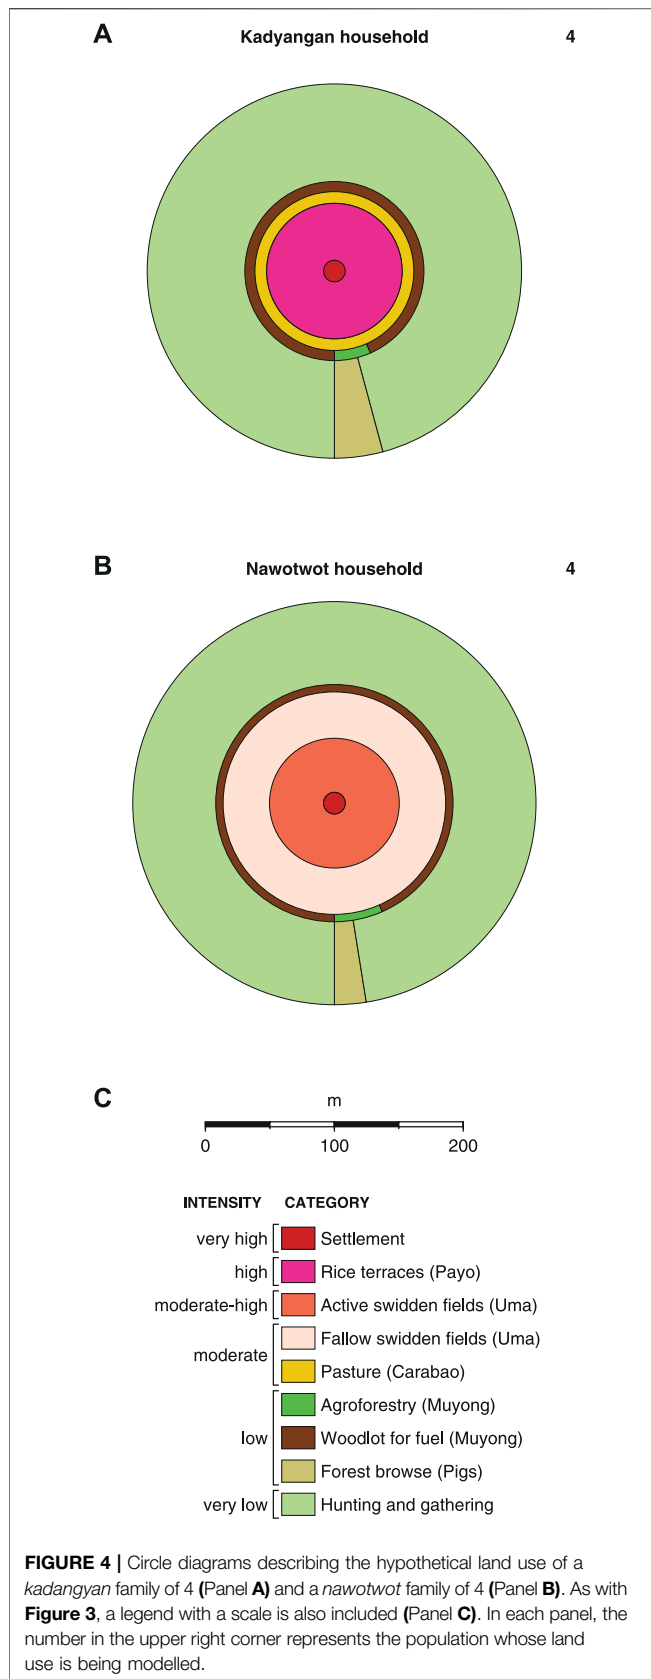 A Kadyangan household 4
B Nawotwot household 4
C
m
0 100 200
INTENSITY CATEGORY
very high Settlement
high Rice terraces (Payo)
moderate-high Active swidden fields (Uma)
Fallow swidden fields (Uma)
moderate
Pasture (Carabao)
Agroforestry (Muyong)
low Woodlot for fuel (Muyong)
Forest browse (Pigs)
very low Hunting and gathering
FIGURE 4 | Circle diagrams describing the hypothetical land use of a
kadangyan family of 4 (Panel A) and a nawotwot family of 4 (Panel B). As with
Figure 3, a legend with a scale is also included (Panel C). In each panel, the
number in the upper right corner represents the population whose land
use is being modelled.